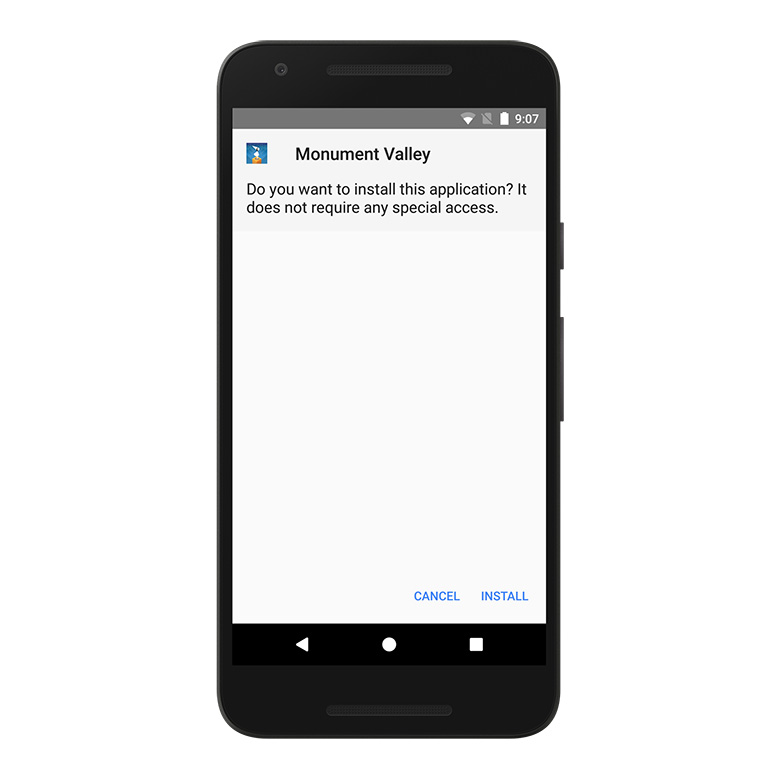 9:07
Monument Valley
Do you want to install this application? It
does not require any special access.
CANCEL INSTALL